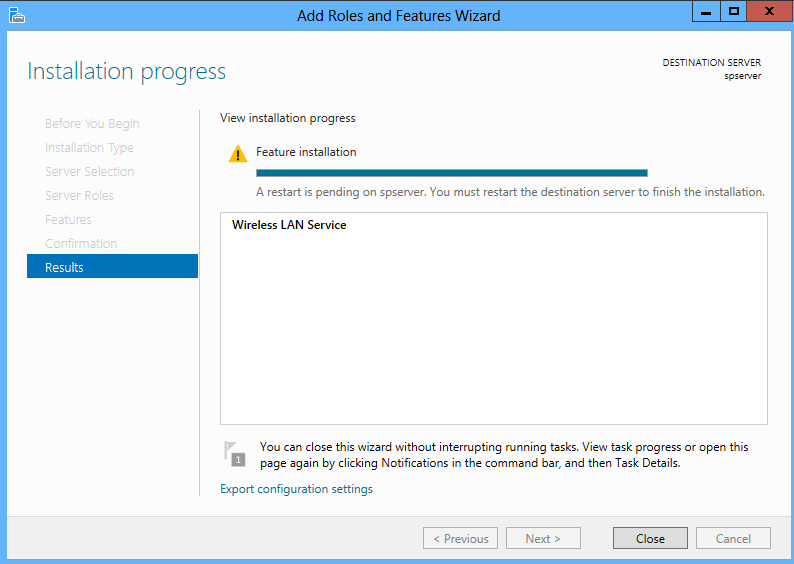 Add Roles and Features Wizard
Installation progress
DESTINATION SERVER
spserver
Before You Begin
Installation Type
Server Selection
Server Roles
Features
Confirmation
Results
View installation progress
Feature installation
A restart is pending on spserver. You must restart the destination server to finish the installation.
Wireless LAN Service
1
You can close this wizard without interrupting running tasks. View task progress or open this
page again by clicking Notifications in the command bar, and then Task Details.
Export configuration settings
< Previous
Next >
Close
Cancel